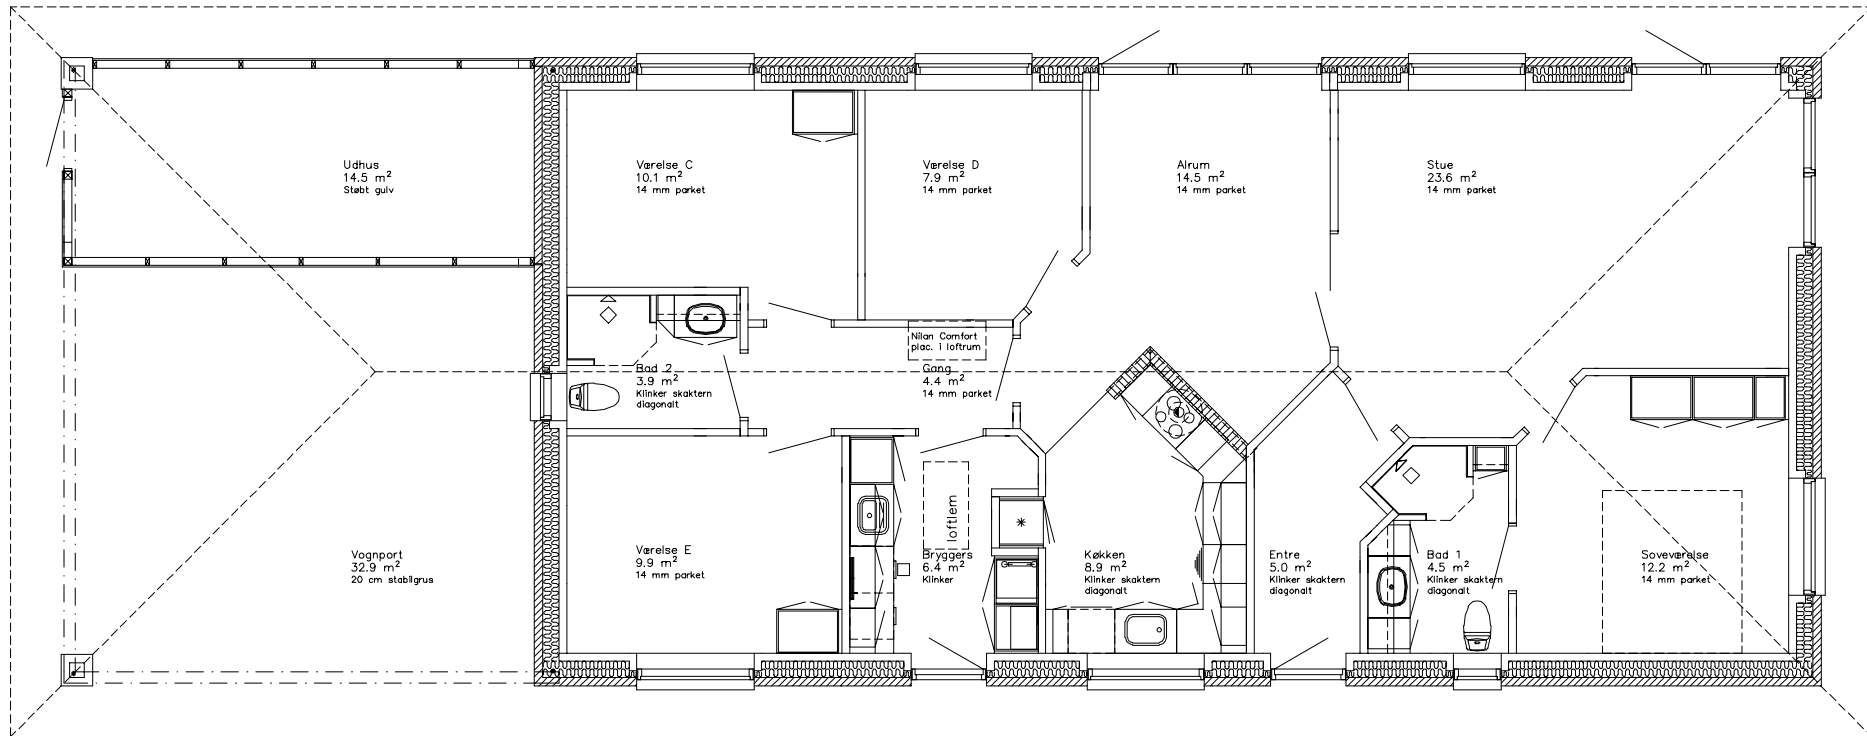 Udhus
14.5 m²
Støbt gulv
Værelse C
10.1 m²
14 mm parket
Værelse D
7.9 m²
14 mm parket
Alrum
14.5 m²
14 mm parket
Stue
23.6 m²
14 mm parket
Nilan Comfort
plac. i loftrum
Bad 2
3.9 m²
Klinker skaktern
diagonalt
Gang
4.4 m²
14 mm parket
loftlem
Vognport
32.9 m²
20 cm stabilgrus
Værelse E
9.9 m²
14 mm parket
Bryggers
6.4 m²
Klinker
Køkken
8.9 m²
Klinker skaktern
diagonalt
Entre
5.0 m²
Klinker skaktern
diagonalt
Bad 1
4.5 m²
Klinker skaktern
diagonalt
Soveværelse
12.2 m²
14 mm parket